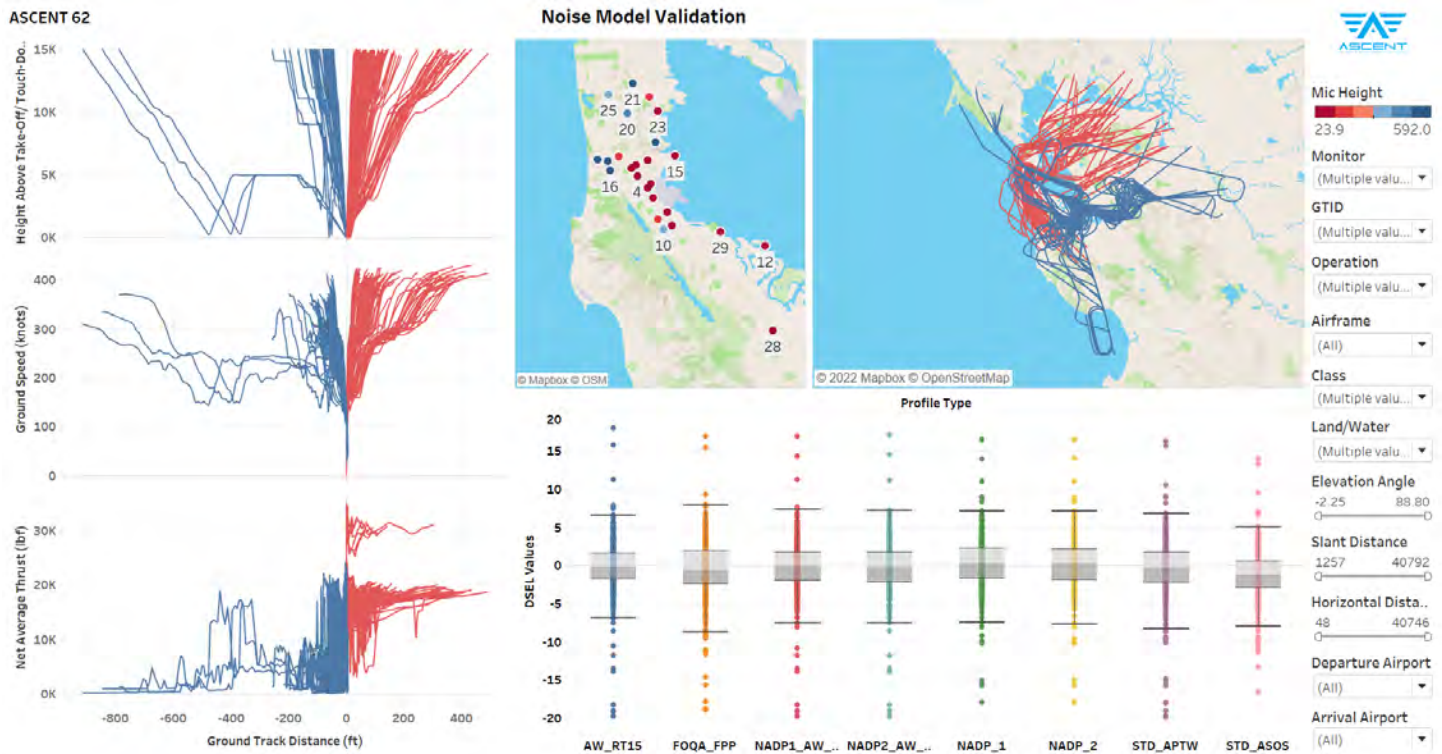 ASCENT 62
Noise Model Validation
ASCENT
Height Above Take-Off/ Touch-Do..
15K
10K
5K
0K
Ground Speed (knots)
400
300
200
100
0
Net Average Thrust (lbf)
30K
20K
10K
0K
-800
-600
-400
-200
0
200
400
Ground Track Distance (ft)
21
25
20
23
15
16
4
10
29
12
28
© Mapbox © OSM
© 2022 Mapbox © OpenStreetMap
Profile Type
DSEL Values
20
15
10
5
0
-5
-10
-15
-20
AW_RT15
FOQA_FPP
NADP1_AW_..
NADP2_AW_..
NADP_1
NADP_2
STD_APTW
STD_ASOS
Mic Height
23.9 592.0
Monitor
(Multiple valu...
GTID
(Multiple valu...
Operation
(Multiple valu...
Airframe
(All)
Class
(Multiple valu...
Land/Water
(Multiple valu...
Elevation Angle
-2.25 88.80
Slant Distance
1257 40792
Horizontal Dista..
48 40746
Departure Airport
(All)
Arrival Airport
(All)